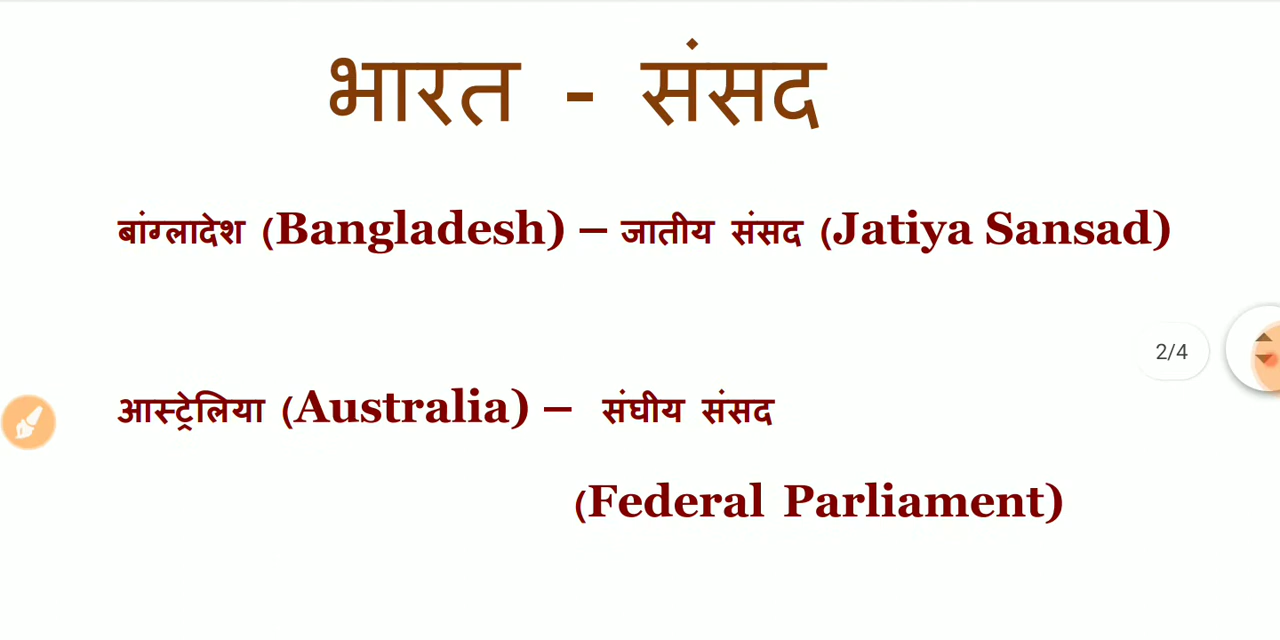 भारत - संसद
बांग्लादेश (Bangladesh) – जातीय संसद (Jatiya Sansad)
2/4
आस्ट्रेलिया (Australia) – संघीय संसद
(Federal Parliament)